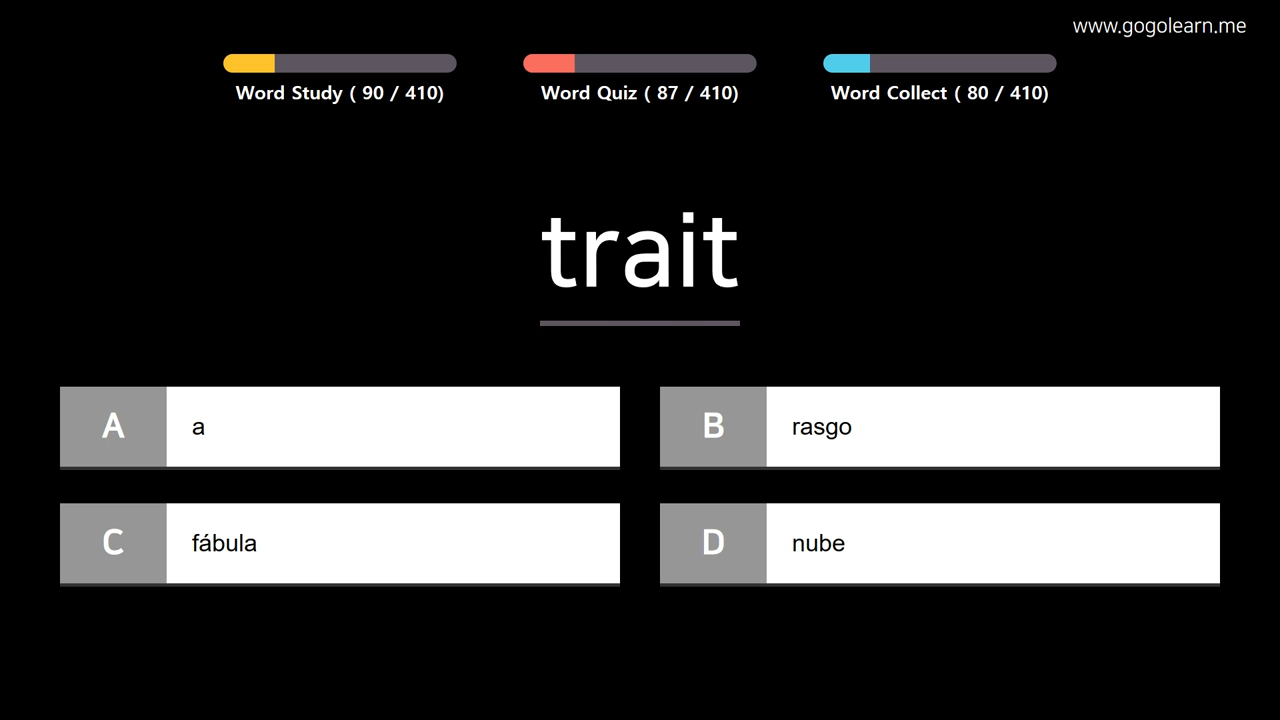 www.gogolearn.me
Word Study ( 90 / 410)
Word Quiz ( 87 / 410)
Word Collect ( 80 / 410)
trait
A a
B rasgo
C fábula
D nube